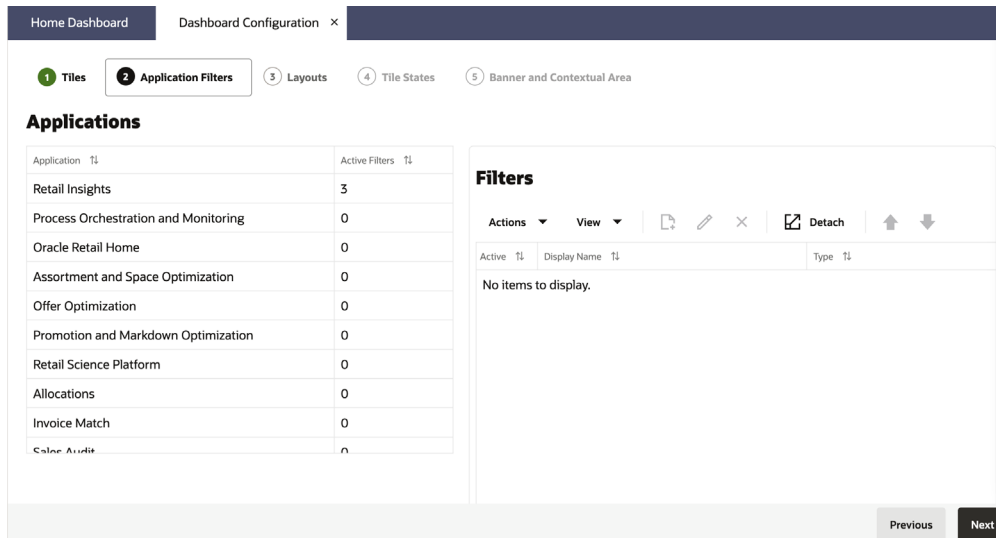 Home Dashboard
Dashboard Configuration ×
1 Tiles
2 Application Filters
3 Layouts
4 Tile States
5 Banner and Contextual Area
Applications
Application Active Filters
Retail Insights 3
Process Orchestration and Monitoring 0
Oracle Retail Home 0
Assortment and Space Optimization 0
Offer Optimization 0
Promotion and Markdown Optimization 0
Retail Science Platform 0
Allocations 0
Invoice Match 0
Sales Audit 0
Filters
Actions View Detach
Active Display Name Type
No items to display.
Previous Next